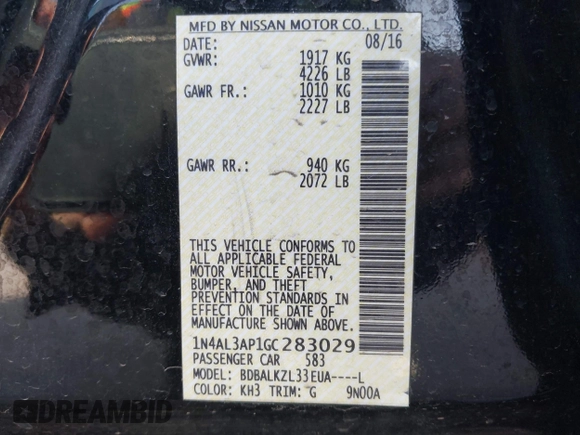 MFD BY NISSAN MOTOR CO., LTD.
DATE: 08/16
GVWR: 1917 KG
4226 LB
GAWR FR.: 1010 KG
2227 LB
GAWR RR.: 940 KG
2072 LB
THIS VEHICLE CONFORMS TO
ALL APPLICABLE FEDERAL
MOTOR VEHICLE SAFETY,
BUMPER, AND THEFT
PREVENTION STANDARDS IN
EFFECT ON THE DATE OF
MANUFACTURE SHOWN ABOVE.
1N4AL3AP1GC283029
PASSENGER CAR 583
MODEL: BDBALKZL33EUA----L
COLOR: KH3 TRIM: G 9N00A
DREAMBID